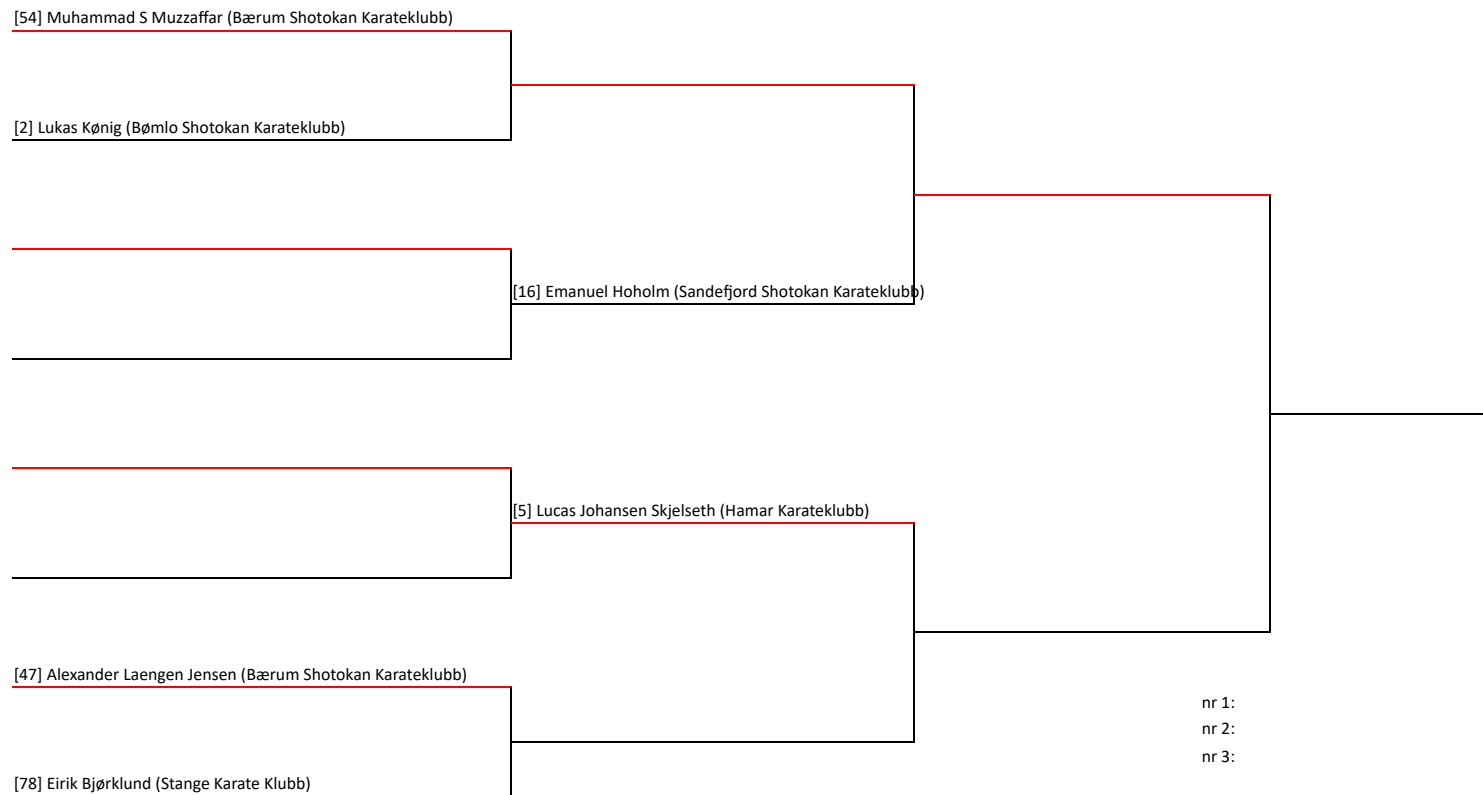 [54] Muhammad S Muzzaffar (Bærum Shotokan Karateklubb)
[2] Lukas Kønig (Bømlo Shotokan Karateklubb)
[16] Emanuel Hoholm (Sandefjord Shotokan Karateklubb)
[5] Lucas Johansen Skjelseth (Hamar Karateklubb)
[47] Alexander Laengen Jensen (Bærum Shotokan Karateklubb)
nr 1:
nr 2:
nr 3:
[78] Eirik Bjørklund (Stange Karate Klubb)